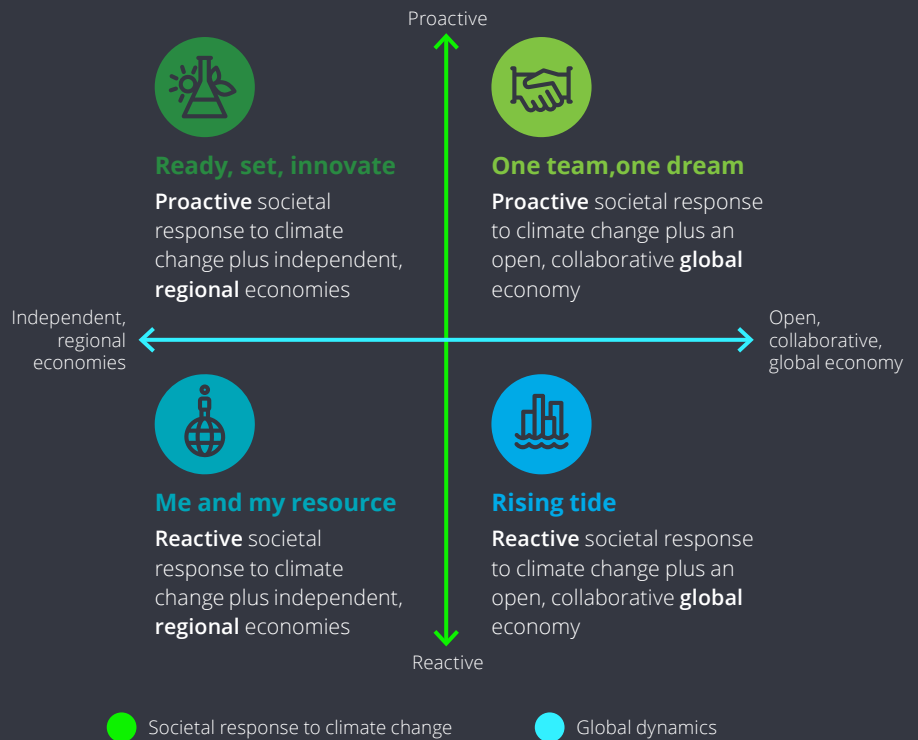 Proactive
Ready, set, innovate
Proactive societal
response to climate
change plus independent,
regional economies
One team,one dream
Proactive societal response
to climate change plus an
open, collaborative global
economy
Independent,
regional
economies
Open,
collaborative,
global economy
Me and my resource
Reactive societal
response to climate
change plus independent,
regional economies
Rising tide
Reactive societal response
to climate change plus an
open, collaborative global
economy
Reactive
Societal response to climate change
Global dynamics